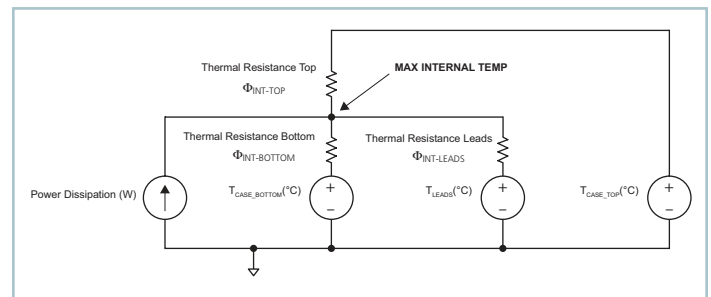 Thermal Resistance Top
MAX INTERNAL TEMP
ΦINT-TOP
Thermal Resistance Bottom
Thermal Resistance Leads
ΦINT-BOTTOM
ΦINT-LEADS
Power Dissipation (W)
TCASE_BOTTOM(°C)
+
–
TLEADS(°C)
+
–
TCASE_TOP(°C)
+
–